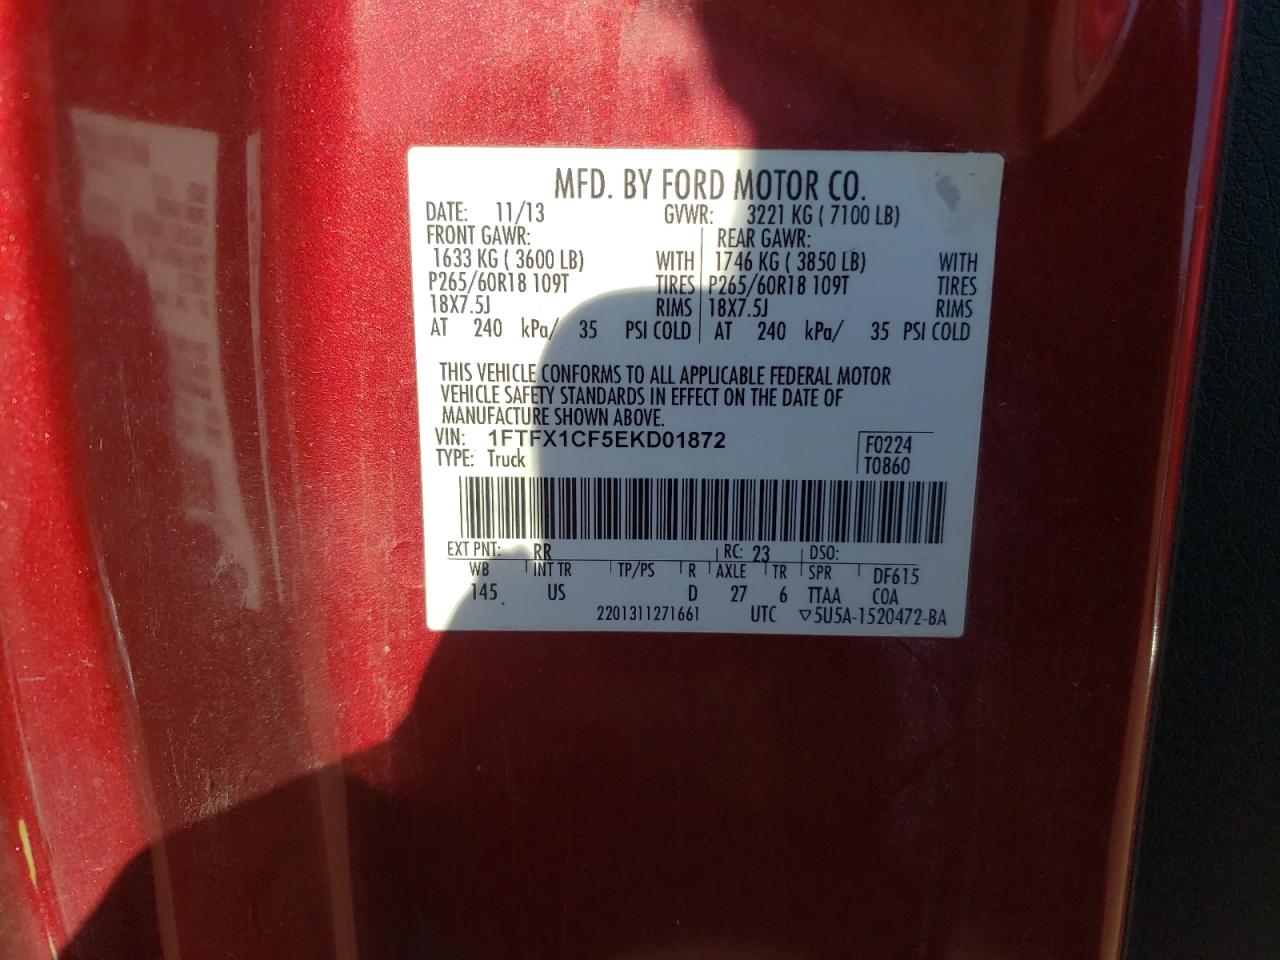 MFD. BY FORD MOTOR CO.
DATE: 11/13 GVWR: 3221 KG ( 7100 LB)
FRONT GAWR: REAR GAWR:
1633 KG ( 3600 LB) WITH 1746 KG ( 3850 LB) WITH
P265/60R18 109T TIRES P265/60R18 109T TIRES
18X7.5J RIMS 18X7.5J RIMS
AT 240 kPa/ 35 PSI COLD AT 240 kPa/ 35 PSI COLD
THIS VEHICLE CONFORMS TO ALL APPLICABLE FEDERAL MOTOR
VEHICLE SAFETY STANDARDS IN EFFECT ON THE DATE OF
MANUFACTURE SHOWN ABOVE.
VIN: 1FTFX1CF5EKD01872 F0224
TYPE: Truck T0860
EXT PNT: RR RC: 23 DSO:
WB INT TR TP/PS R AXLE TR SPR DF615
145 US D 27 6 TTAA COA
2201311271661 UTC ▽5U5A-1520472-BA